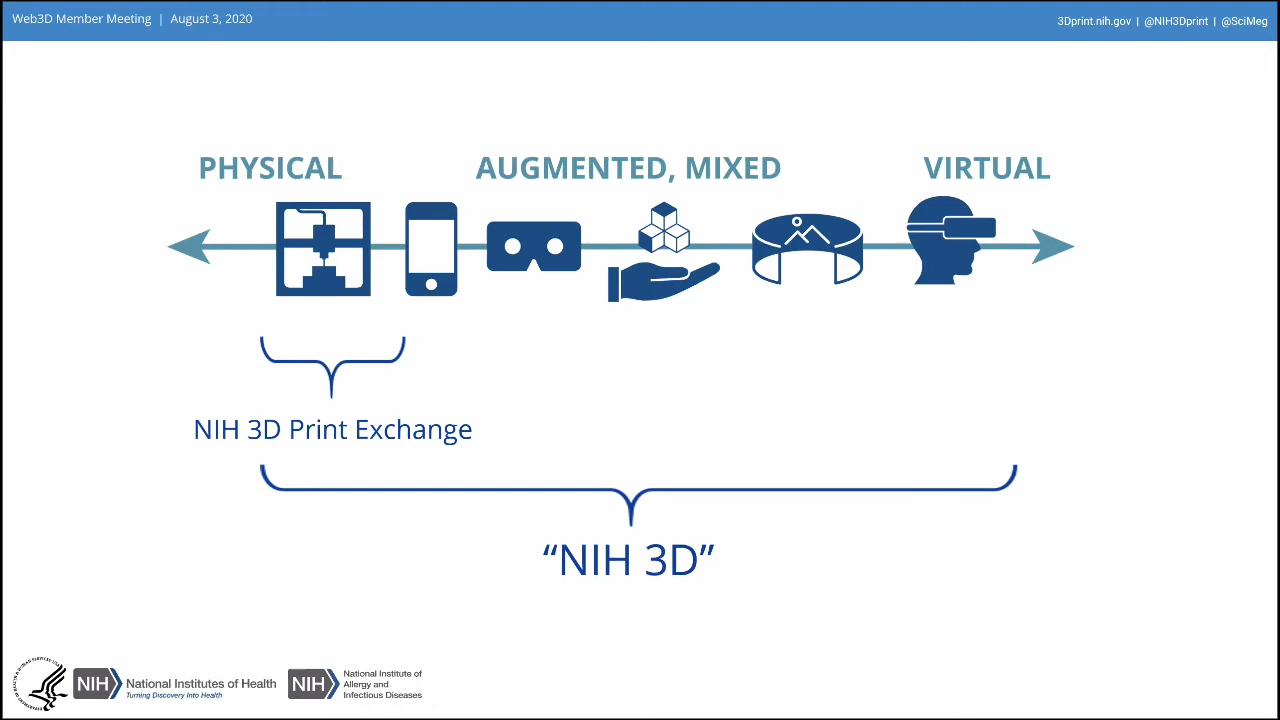 Web3D Member Meeting | August 3, 2020
3Dprint.nih.gov | @NIH3Dprint | @SciMeg
PHYSICAL
AUGMENTED, MIXED
VIRTUAL
NIH 3D Print Exchange
“NIH 3D”
NIH
National Institutes of Health
Turning Discovery Into Health
NIH
National Institute of
Allergy and
Infectious Diseases